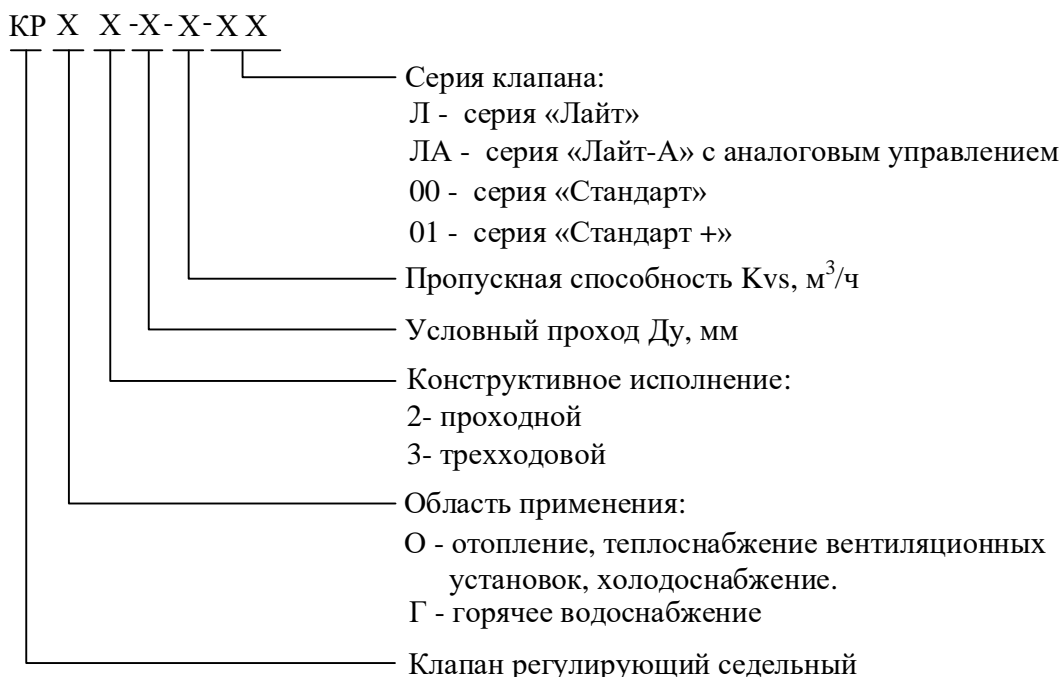 КР Х Х -Х- Х-Х Х
Серия клапана:
Л - серия «Лайт»
ЛА - серия «Лайт-А» с аналоговым управлением
00 - серия «Стандарт»
01 - серия «Стандарт +»
Пропускная способность Kvs, м³/ч
Условный проход Ду, мм
Конструктивное исполнение:
2- проходной
3- трехходовой
Область применения:
О - отопление, теплоснабжение вентиляционных
установок, холодоснабжение.
Г - горячее водоснабжение
Клапан регулирующий седельный